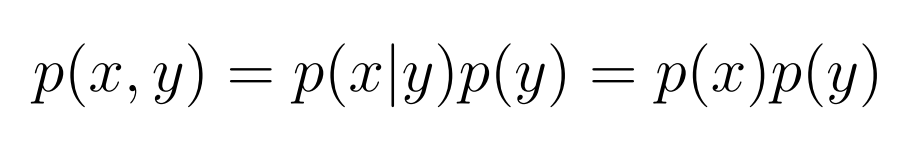 p(x, y) = p(x|y)p(y) = p(x)p(y)